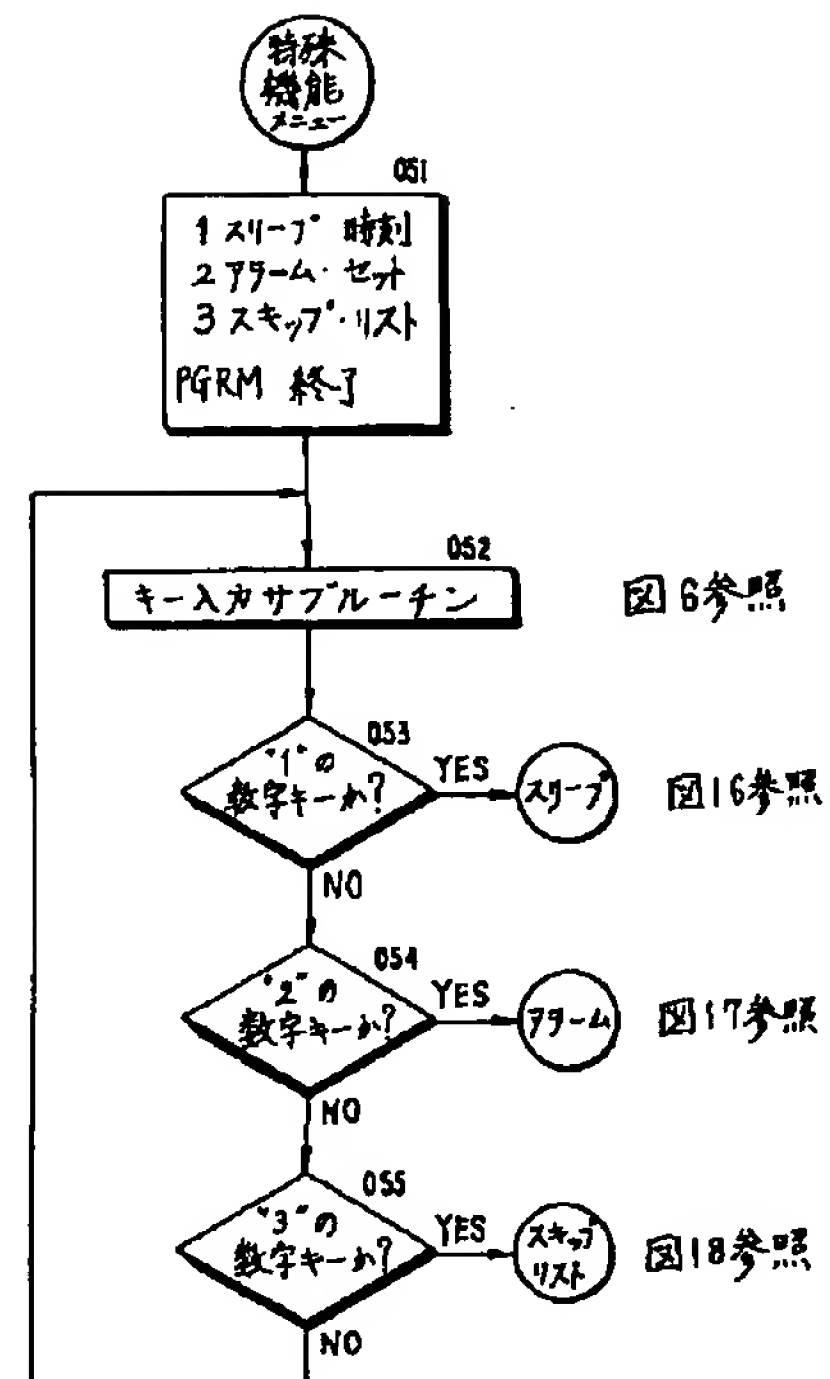 特殊
機能
メニュー
051
1 スリープ 時刻
2 アラーム・セット
3 スキップ・リスト
PGRM 終了
052
キー入力サブルーチン
図6参照
053
"1"の
数字キーか?
YES
スリープ
図16参照
NO
054
"2"の
数字キーか?
YES
アラーム
図17参照
NO
055
"3"の
数字キーか?
YES
スキップ
リスト
図18参照
NO